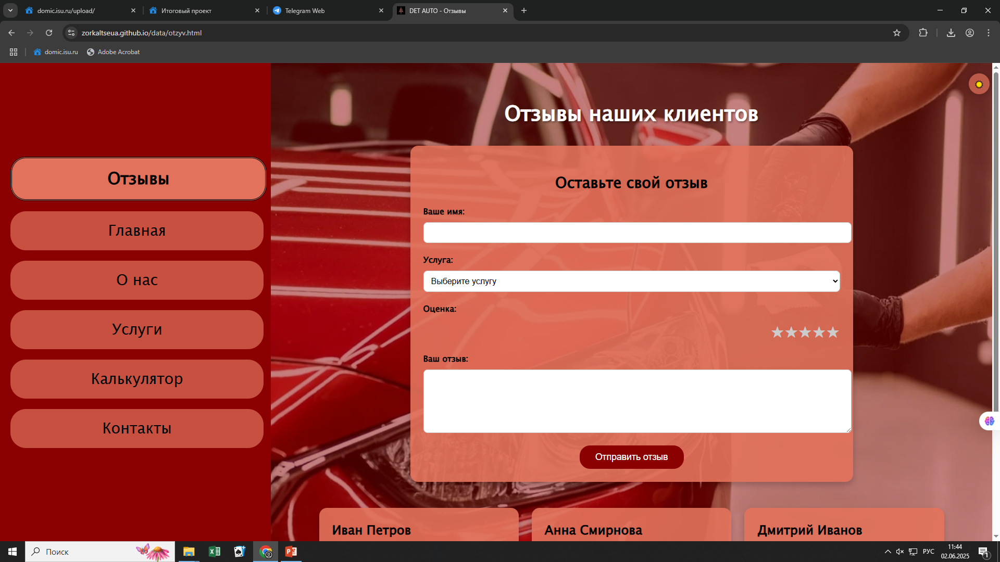 domic.isu.ru/upload/
Итоговый проект
Telegram Web
DET AUTO - Отзывы
zorkaltseua.github.io/data/otzyv.html
domic.isu.ru
Adobe Acrobat
Отзывы
Главная
О нас
Услуги
Калькулятор
Контакты
Отзывы наших клиентов
Оставьте свой отзыв
Ваше имя:
Услуга:
Выберите услугу
Оценка:
★★★★★
Ваш отзыв:
Отправить отзыв
Иван Петров
Анна Смирнова
Дмитрий Иванов
Поиск
РУС
11:44
02.06.2025
1